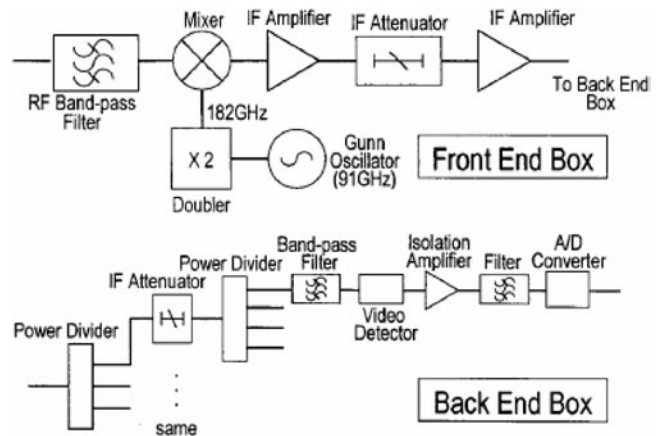 Mixer
IF Amplifier
IF Attenuator
IF Amplifier
RF Band-pass
Filter
182GHz
To Back End
Box
X 2
Doubler
Gunn
Oscillator
(91GHz)
Front End Box
Power Divider
IF Attenuator
Power Divider
Band-pass
Filter
Video
Detector
Isolation
Amplifier
Filter
A/D
Converter
same
Back End Box